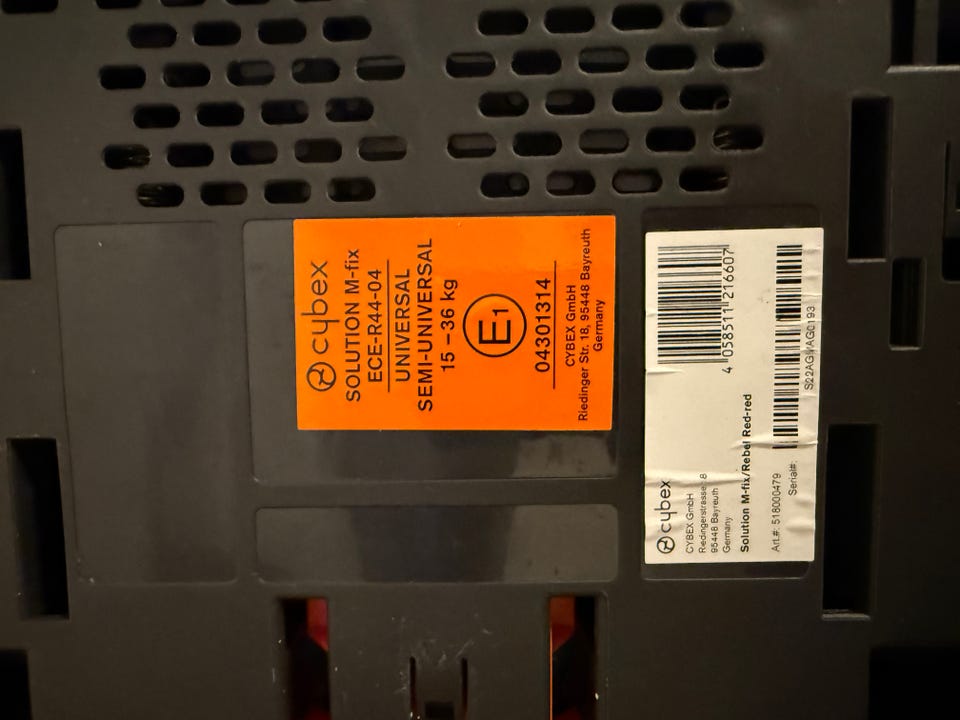 cybex
SOLUTION M-fix
ECE-R44-04
UNIVERSAL
SEMI-UNIVERSAL
15 – 36 kg
E1
04301314
CYBEX GmbH
Riedinger Str. 18, 95448 Bayreuth
Germany
cybex
CYBEX GmbH
Riedingerstrasse 8
95448 Bayreuth
Germany
4 058511 216607
Solution M-fix/Rebel Red-red
Art.#: 518000479
Serial#: